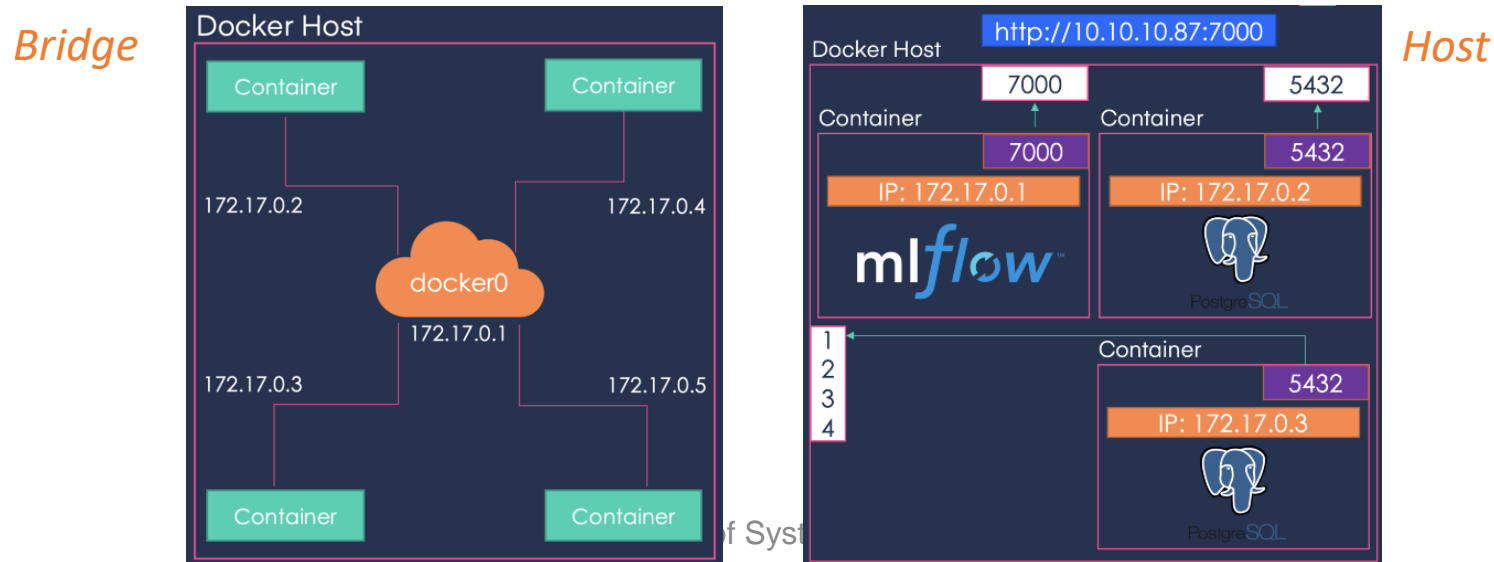 Bridge
Docker Host
Container
Container
172.17.0.2
172.17.0.4
docker0
172.17.0.1
172.17.0.3
172.17.0.5
Container
Container
of Syst
Host
http://10.10.10.87:7000
Docker Host
7000
5432
Container
Container
7000
5432
IP: 172.17.0.1
IP: 172.17.0.2
mlflow™
PostgreSQL
1
2
3
4
Container
5432
IP: 172.17.0.3
PostgreSQL